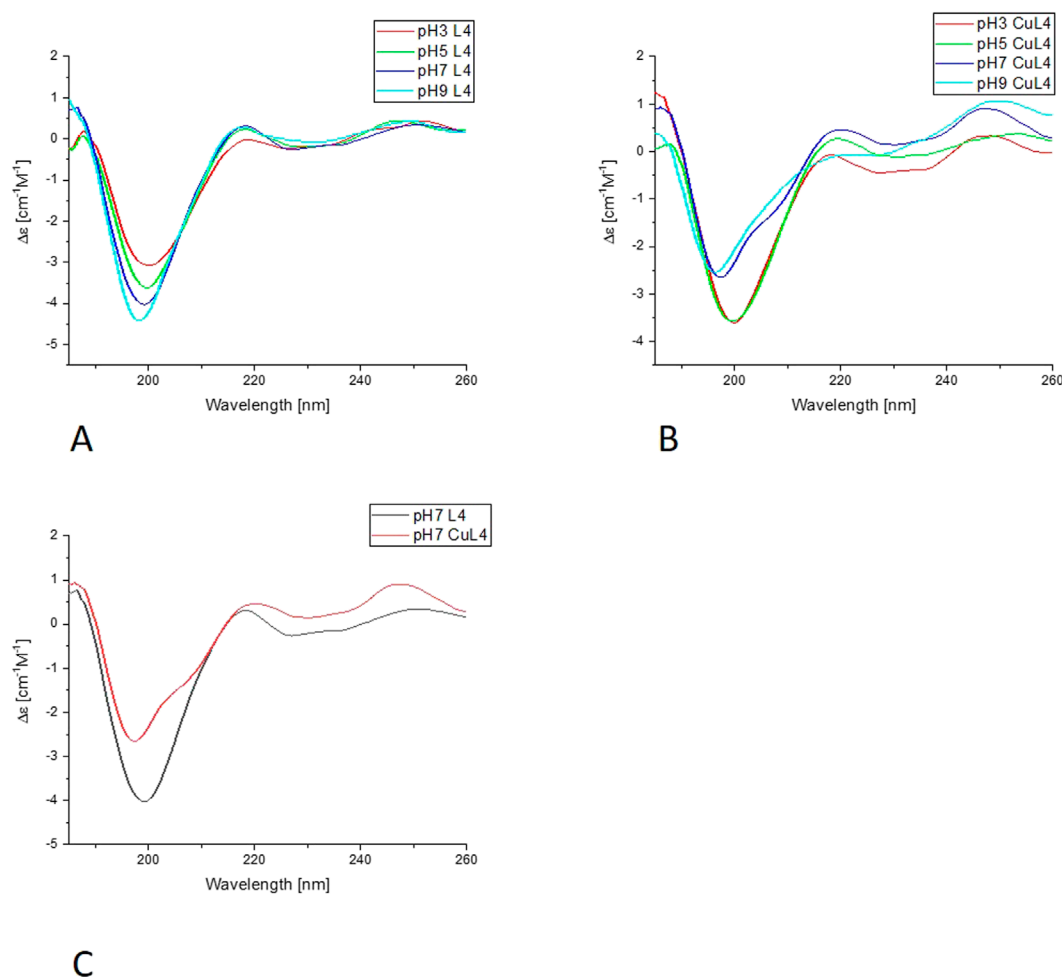 pH3 L4
pH5 L4
pH7 L4
pH9 L4
2
1
0
-1
-2
-3
-4
-5
Δε [cm⁻¹M⁻¹]
200
220
240
260
Wavelength [nm]
A
pH3 CuL4
pH5 CuL4
pH7 CuL4
pH9 CuL4
2
1
0
-1
-2
-3
-4
Δε [cm⁻¹M⁻¹]
200
220
240
260
Wavelength [nm]
B
pH7 L4
pH7 CuL4
2
1
0
-1
-2
-3
-4
-5
Δε [cm⁻¹M⁻¹]
200
220
240
260
Wavelength [nm]
C